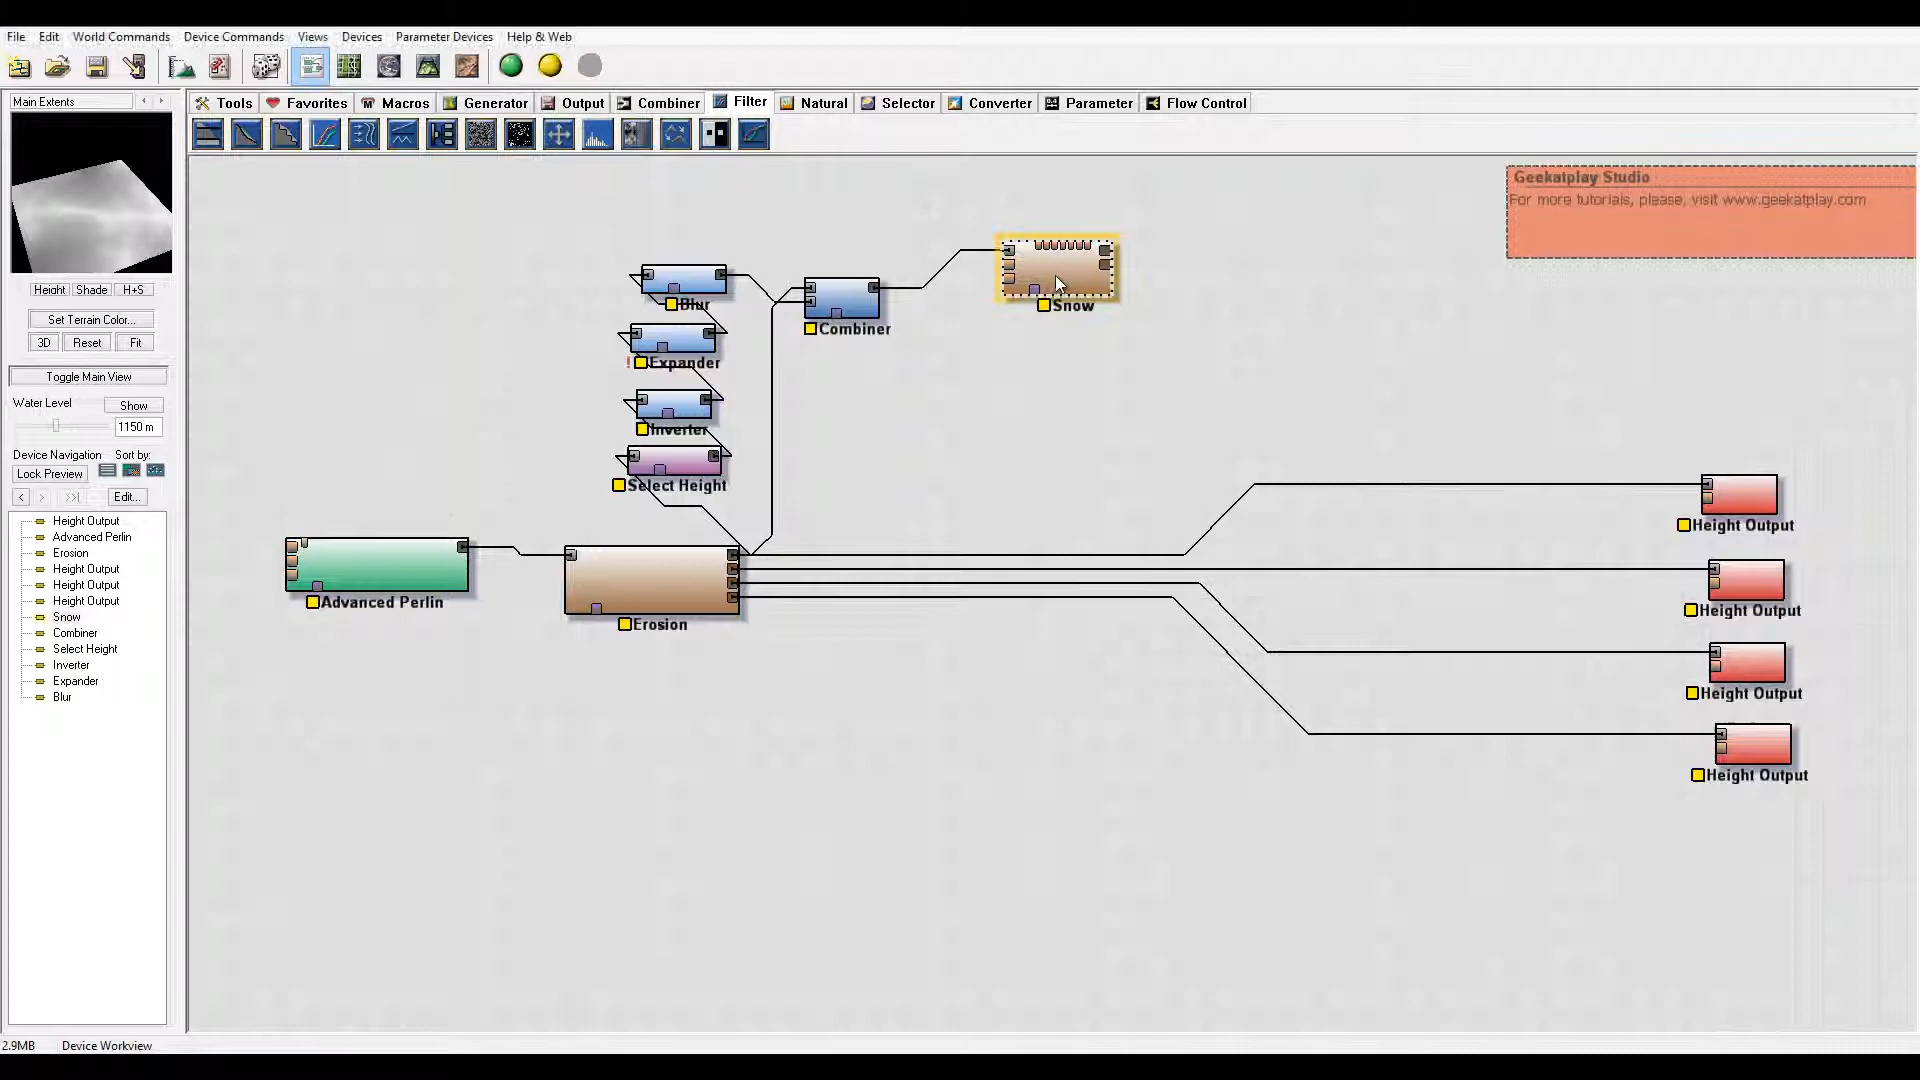 File Edit World Commands Device Commands Views Devices Parameter Devices Help & Web
Main Extents
Tools Favorites Macros Generator Output Combiner Filter Natural Selector Converter Parameter Flow Control
Geekatplay Studio
For more tutorials, please, visit www.geekatplay.com
Height Shade H+S
Set Terrain Color...
3D Reset Fit
Toggle Main View
Water Level Show
1150 m
Device Navigation Sort by:
Lock Preview
< > >>| Edit...
Height Output
Advanced Perlin
Erosion
Height Output
Height Output
Height Output
Snow
Combiner
Select Height
Inverter
Expander
Blur
Blur
Snow
Combiner
! Expander
Inverter
Select Height
Height Output
Advanced Perlin
Erosion
Height Output
Height Output
Height Output
2.9MB Device Workview